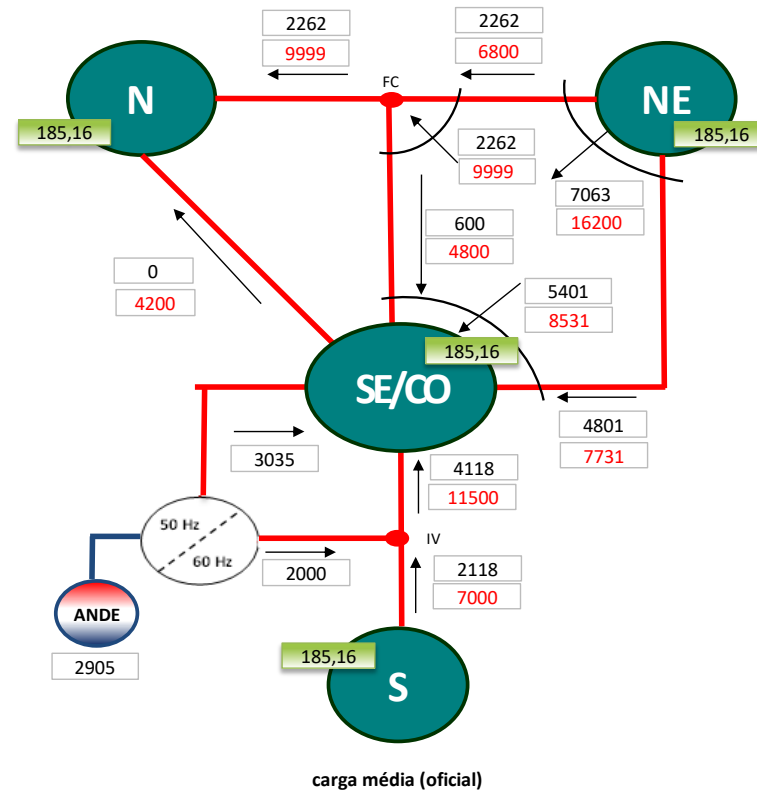 2262
9999
2262
6800
FC
N
NE
185,16
185,16
2262
9999
7063
16200
600
4800
0
4200
5401
8531
185,16
SE/CO
4801
7731
3035
4118
11500
50 Hz
60 Hz
IV
2000
2118
7000
ANDE
2905
185,16
S
carga média (oficial)